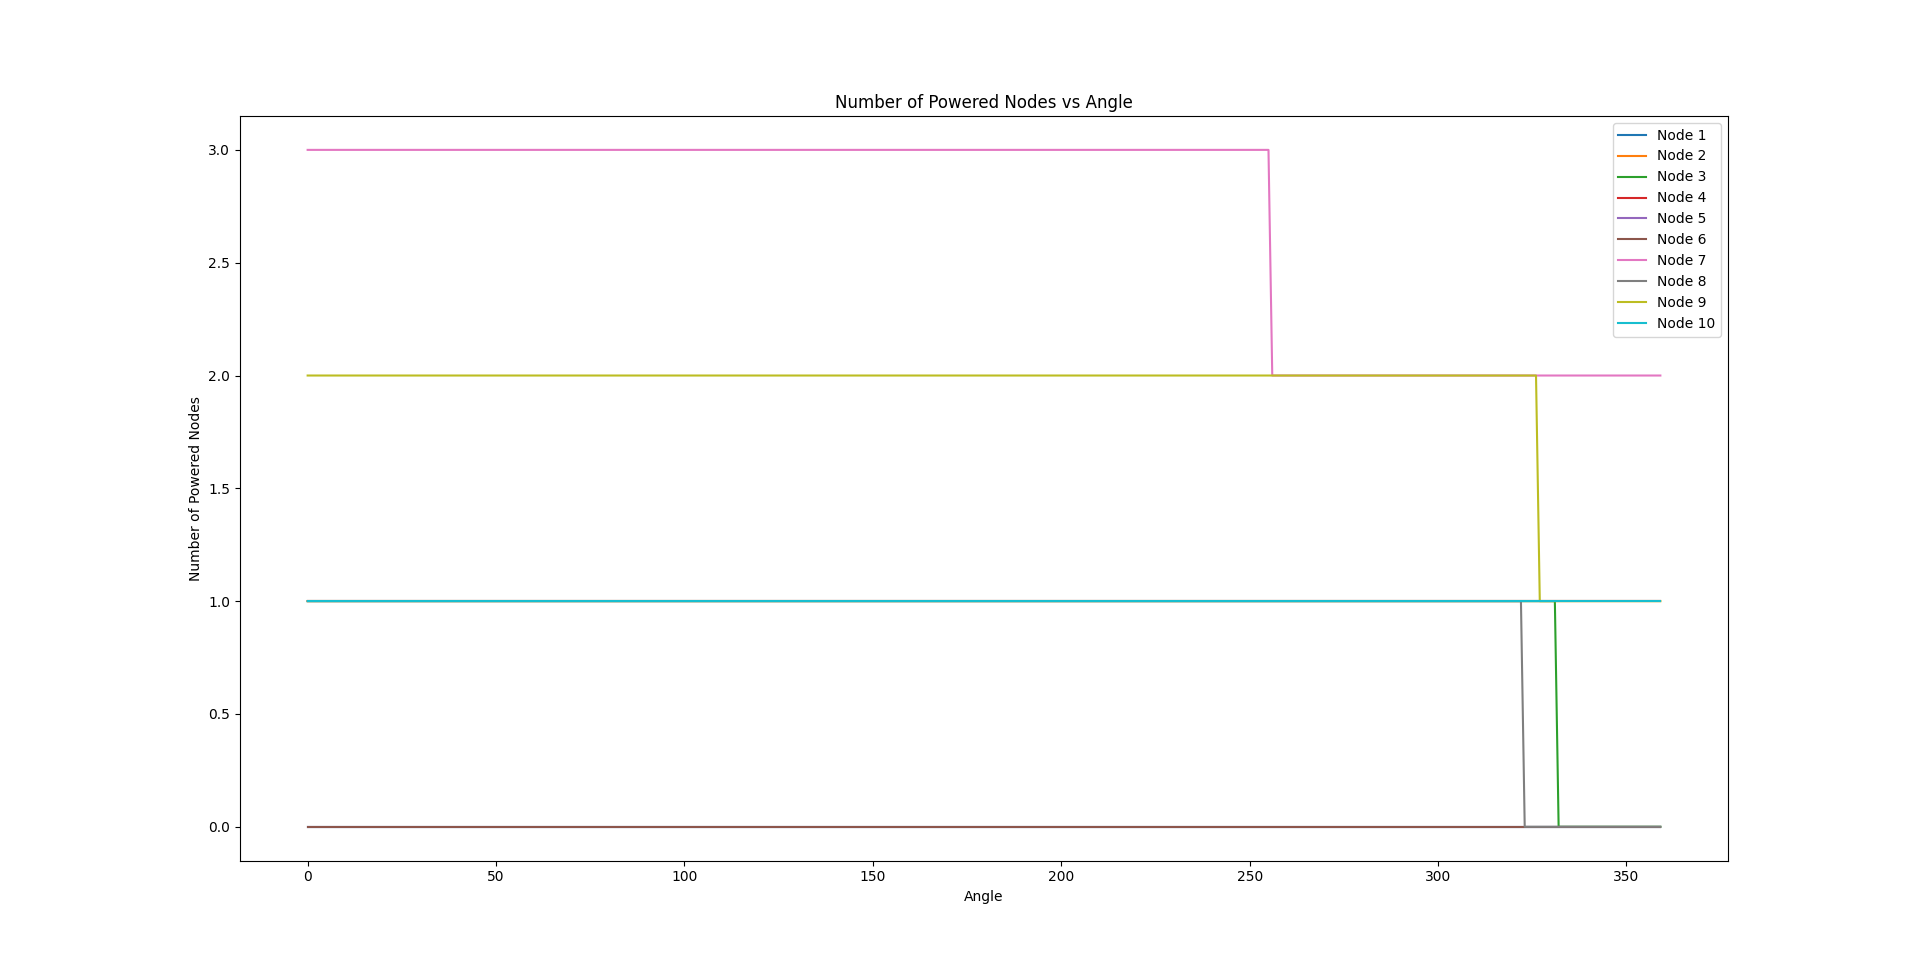 Number of Powered Nodes vs Angle
3.0
2.5
2.0
1.5
1.0
0.5
0.0
Number of Powered Nodes
0 50 100 150 200 250 300 350
Angle
Node 1
Node 2
Node 3
Node 4
Node 5
Node 6
Node 7
Node 8
Node 9
Node 10